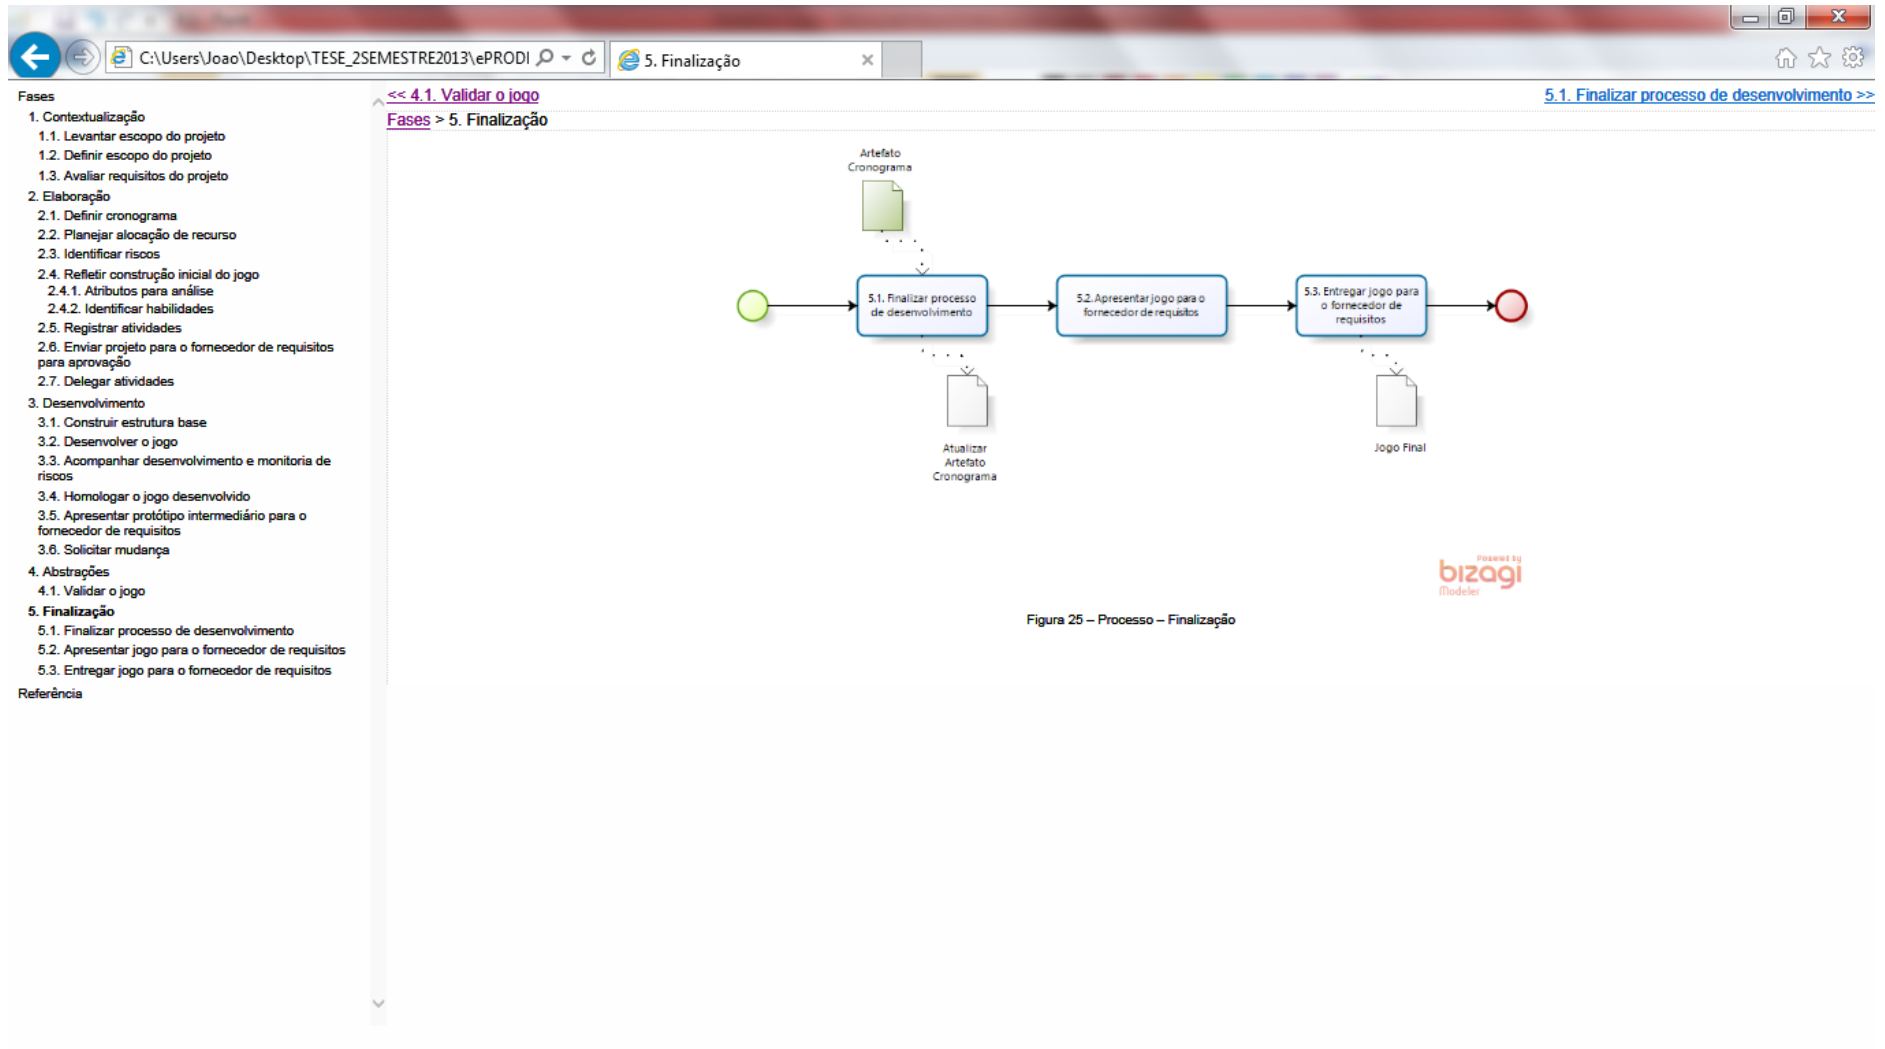 C:\Users\Joao\Desktop\TESE_2SEMESTRE2013\ePRODI
5. Finalização
Fases
1. Contextualização
1.1. Levantar escopo do projeto
1.2. Definir escopo do projeto
1.3. Avaliar requisitos do projeto
2. Elaboração
2.1. Definir cronograma
2.2. Planejar alocação de recurso
2.3. Identificar riscos
2.4. Refletir construção inicial do jogo
2.4.1. Atributos para análise
2.4.2. Identificar habilidades
2.5. Registrar atividades
2.6. Enviar projeto para o fornecedor de requisitos
para aprovação
2.7. Delegar atividades
3. Desenvolvimento
3.1. Construir estrutura base
3.2. Desenvolver o jogo
3.3. Acompanhar desenvolvimento e monitoria de
riscos
3.4. Homologar o jogo desenvolvido
3.5. Apresentar protótipo intermediário para o
fornecedor de requisitos
3.6. Solicitar mudança
4. Abstrações
4.1. Validar o jogo
5. Finalização
5.1. Finalizar processo de desenvolvimento
5.2. Apresentar jogo para o fornecedor de requisitos
5.3. Entregar jogo para o fornecedor de requisitos
Referência
<< 4.1. Validar o jogo
5.1. Finalizar processo de desenvolvimento >>
Fases > 5. Finalização
Artefato
Cronograma
5.1. Finalizar processo
de desenvolvimento
5.2. Apresentar jogo para o
fornecedor de requisitos
5.3. Entregar jogo para
o fornecedor de
requisitos
Atualizar
Artefato
Cronograma
Jogo Final
Powered by
bizagi
Modeler
Figura 25 – Processo – Finalização